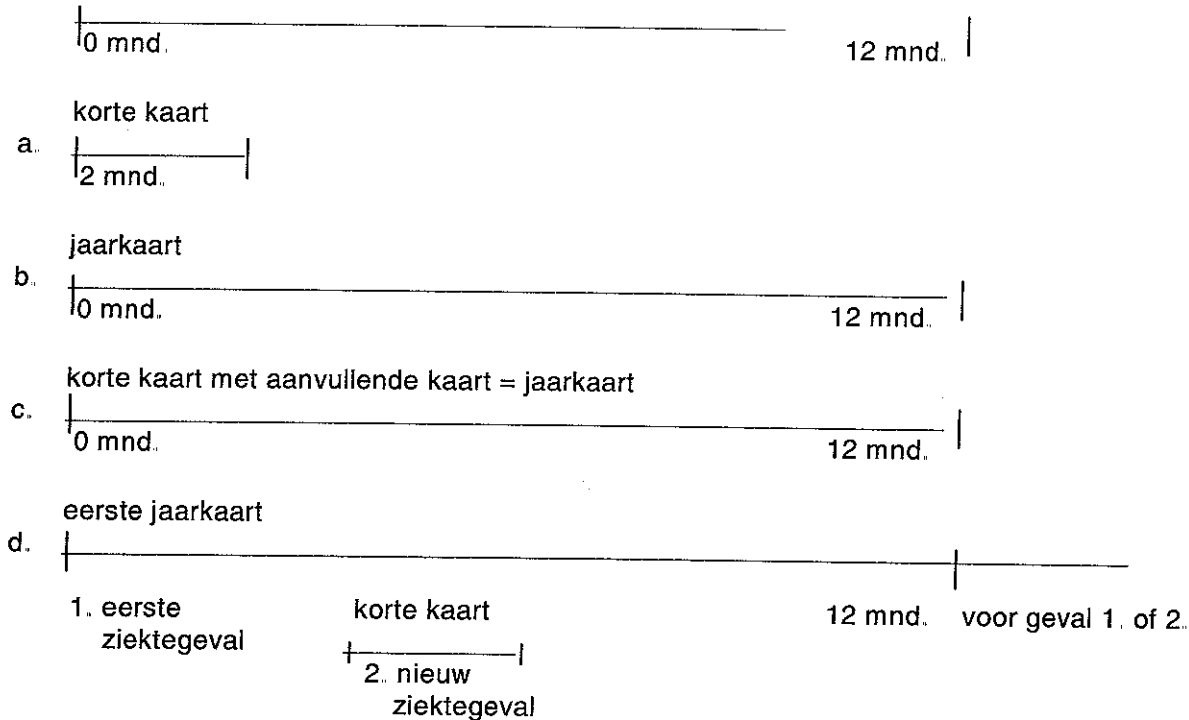 0 mnd. 12 mnd.
korte kaart
a.
2 mnd.
jaarkaart
b.
0 mnd. 12 mnd.
korte kaart met aanvullende kaart = jaarkaart
c.
0 mnd. 12 mnd.
eerste jaarkaart
d.
1. eerste korte kaart 12 mnd. voor geval 1. of 2.
ziektegeval
2. nieuw
ziektegeval